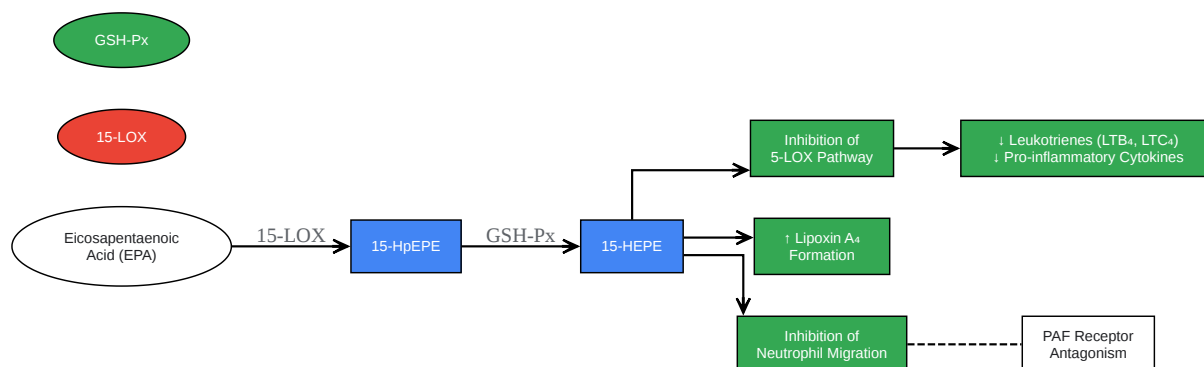 GSH-Px
15-LOX
Eicosapentaenoic
Acid (EPA)
15-LOX
15-HpEPE
GSH-Px
15-HEPE
Inhibition of
5-LOX Pathway
↓ Leukotrienes (LTB₄, LTC₄)
↓ Pro-inflammatory Cytokines
↑ Lipoxin A₄
Formation
Inhibition of
Neutrophil Migration
PAF Receptor
Antagonism